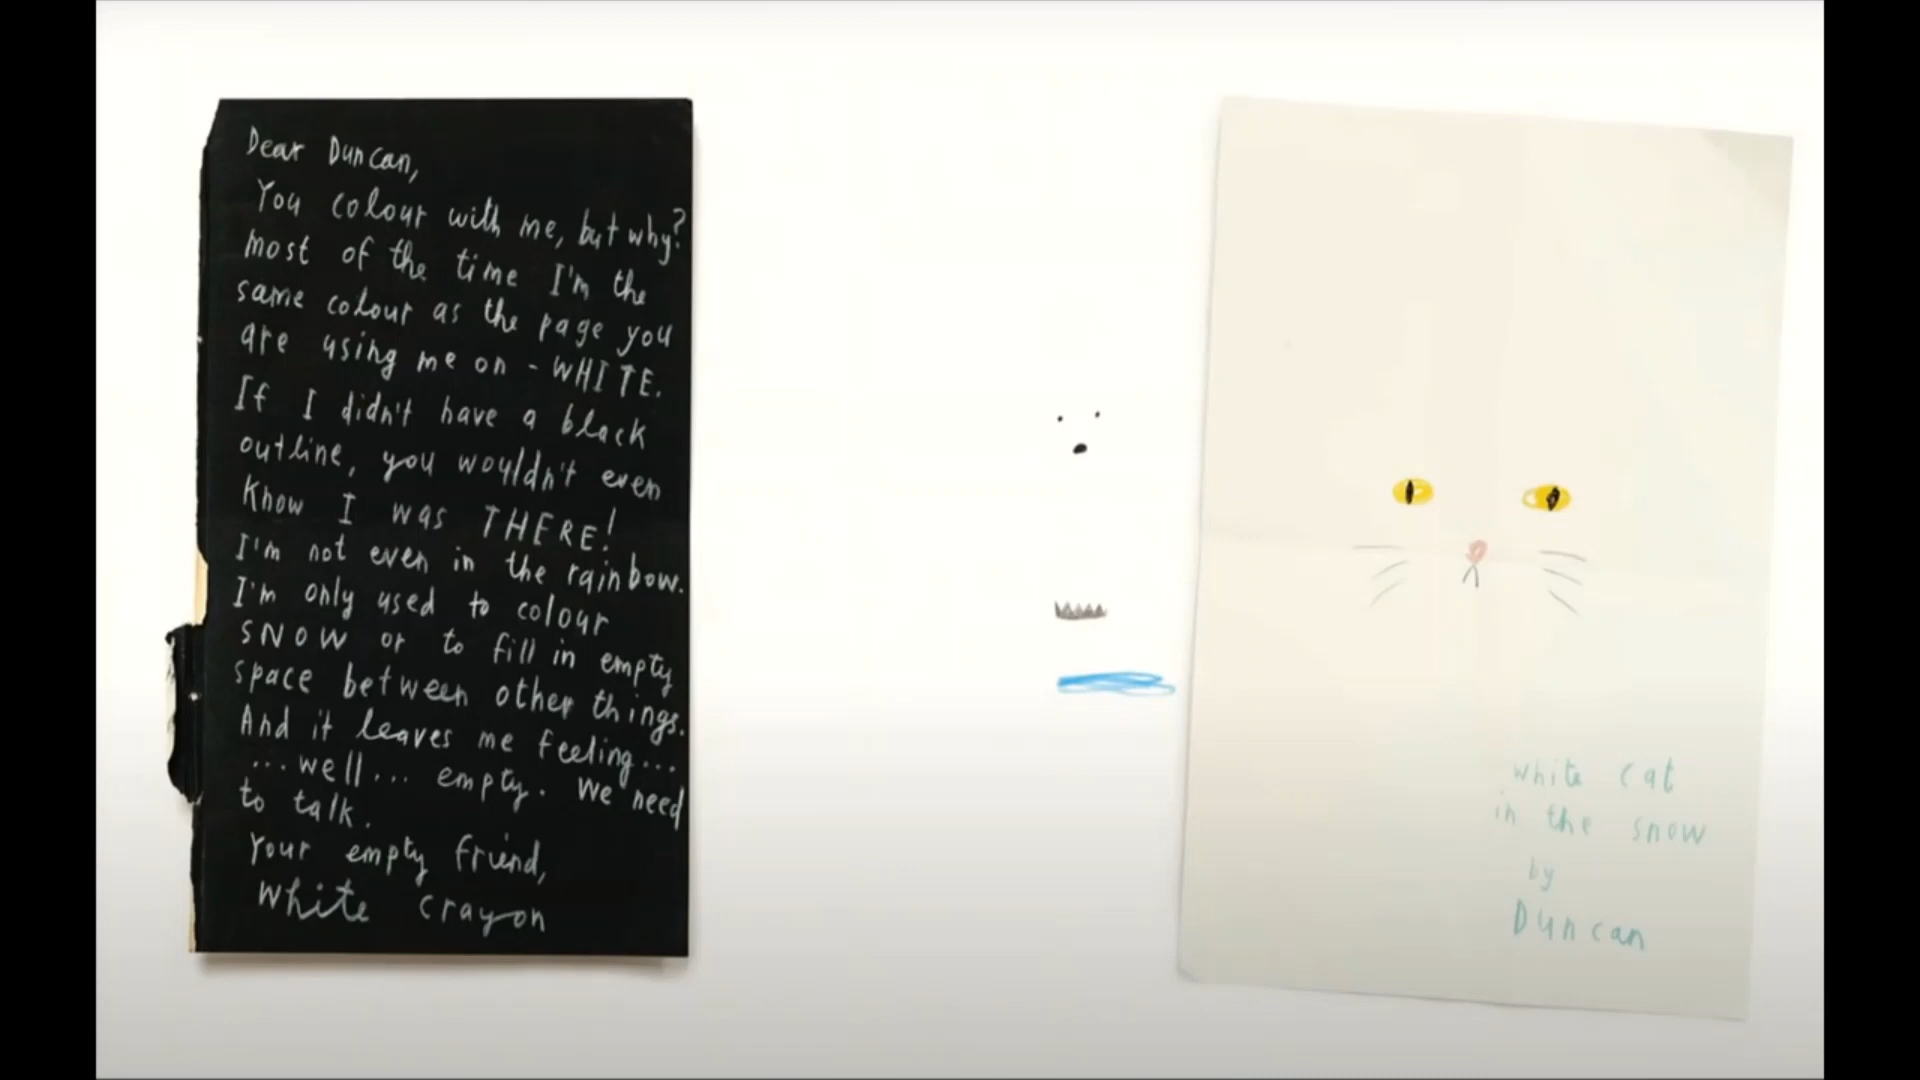 Dear Duncan,
You colour with me, but why?
most of the time I'm the
same colour as the page you
are using me on - WHITE.
If I didn't have a black
outline, you wouldn't even
Know I was THERE!
I'm not even in the rainbow.
I'm only used to colour
SNOW or to fill in empty
space between other things.
And it leaves me feeling...
...well... empty. We need
to talk.
Your empty friend,
White crayon
white cat
in the snow
by
Duncan